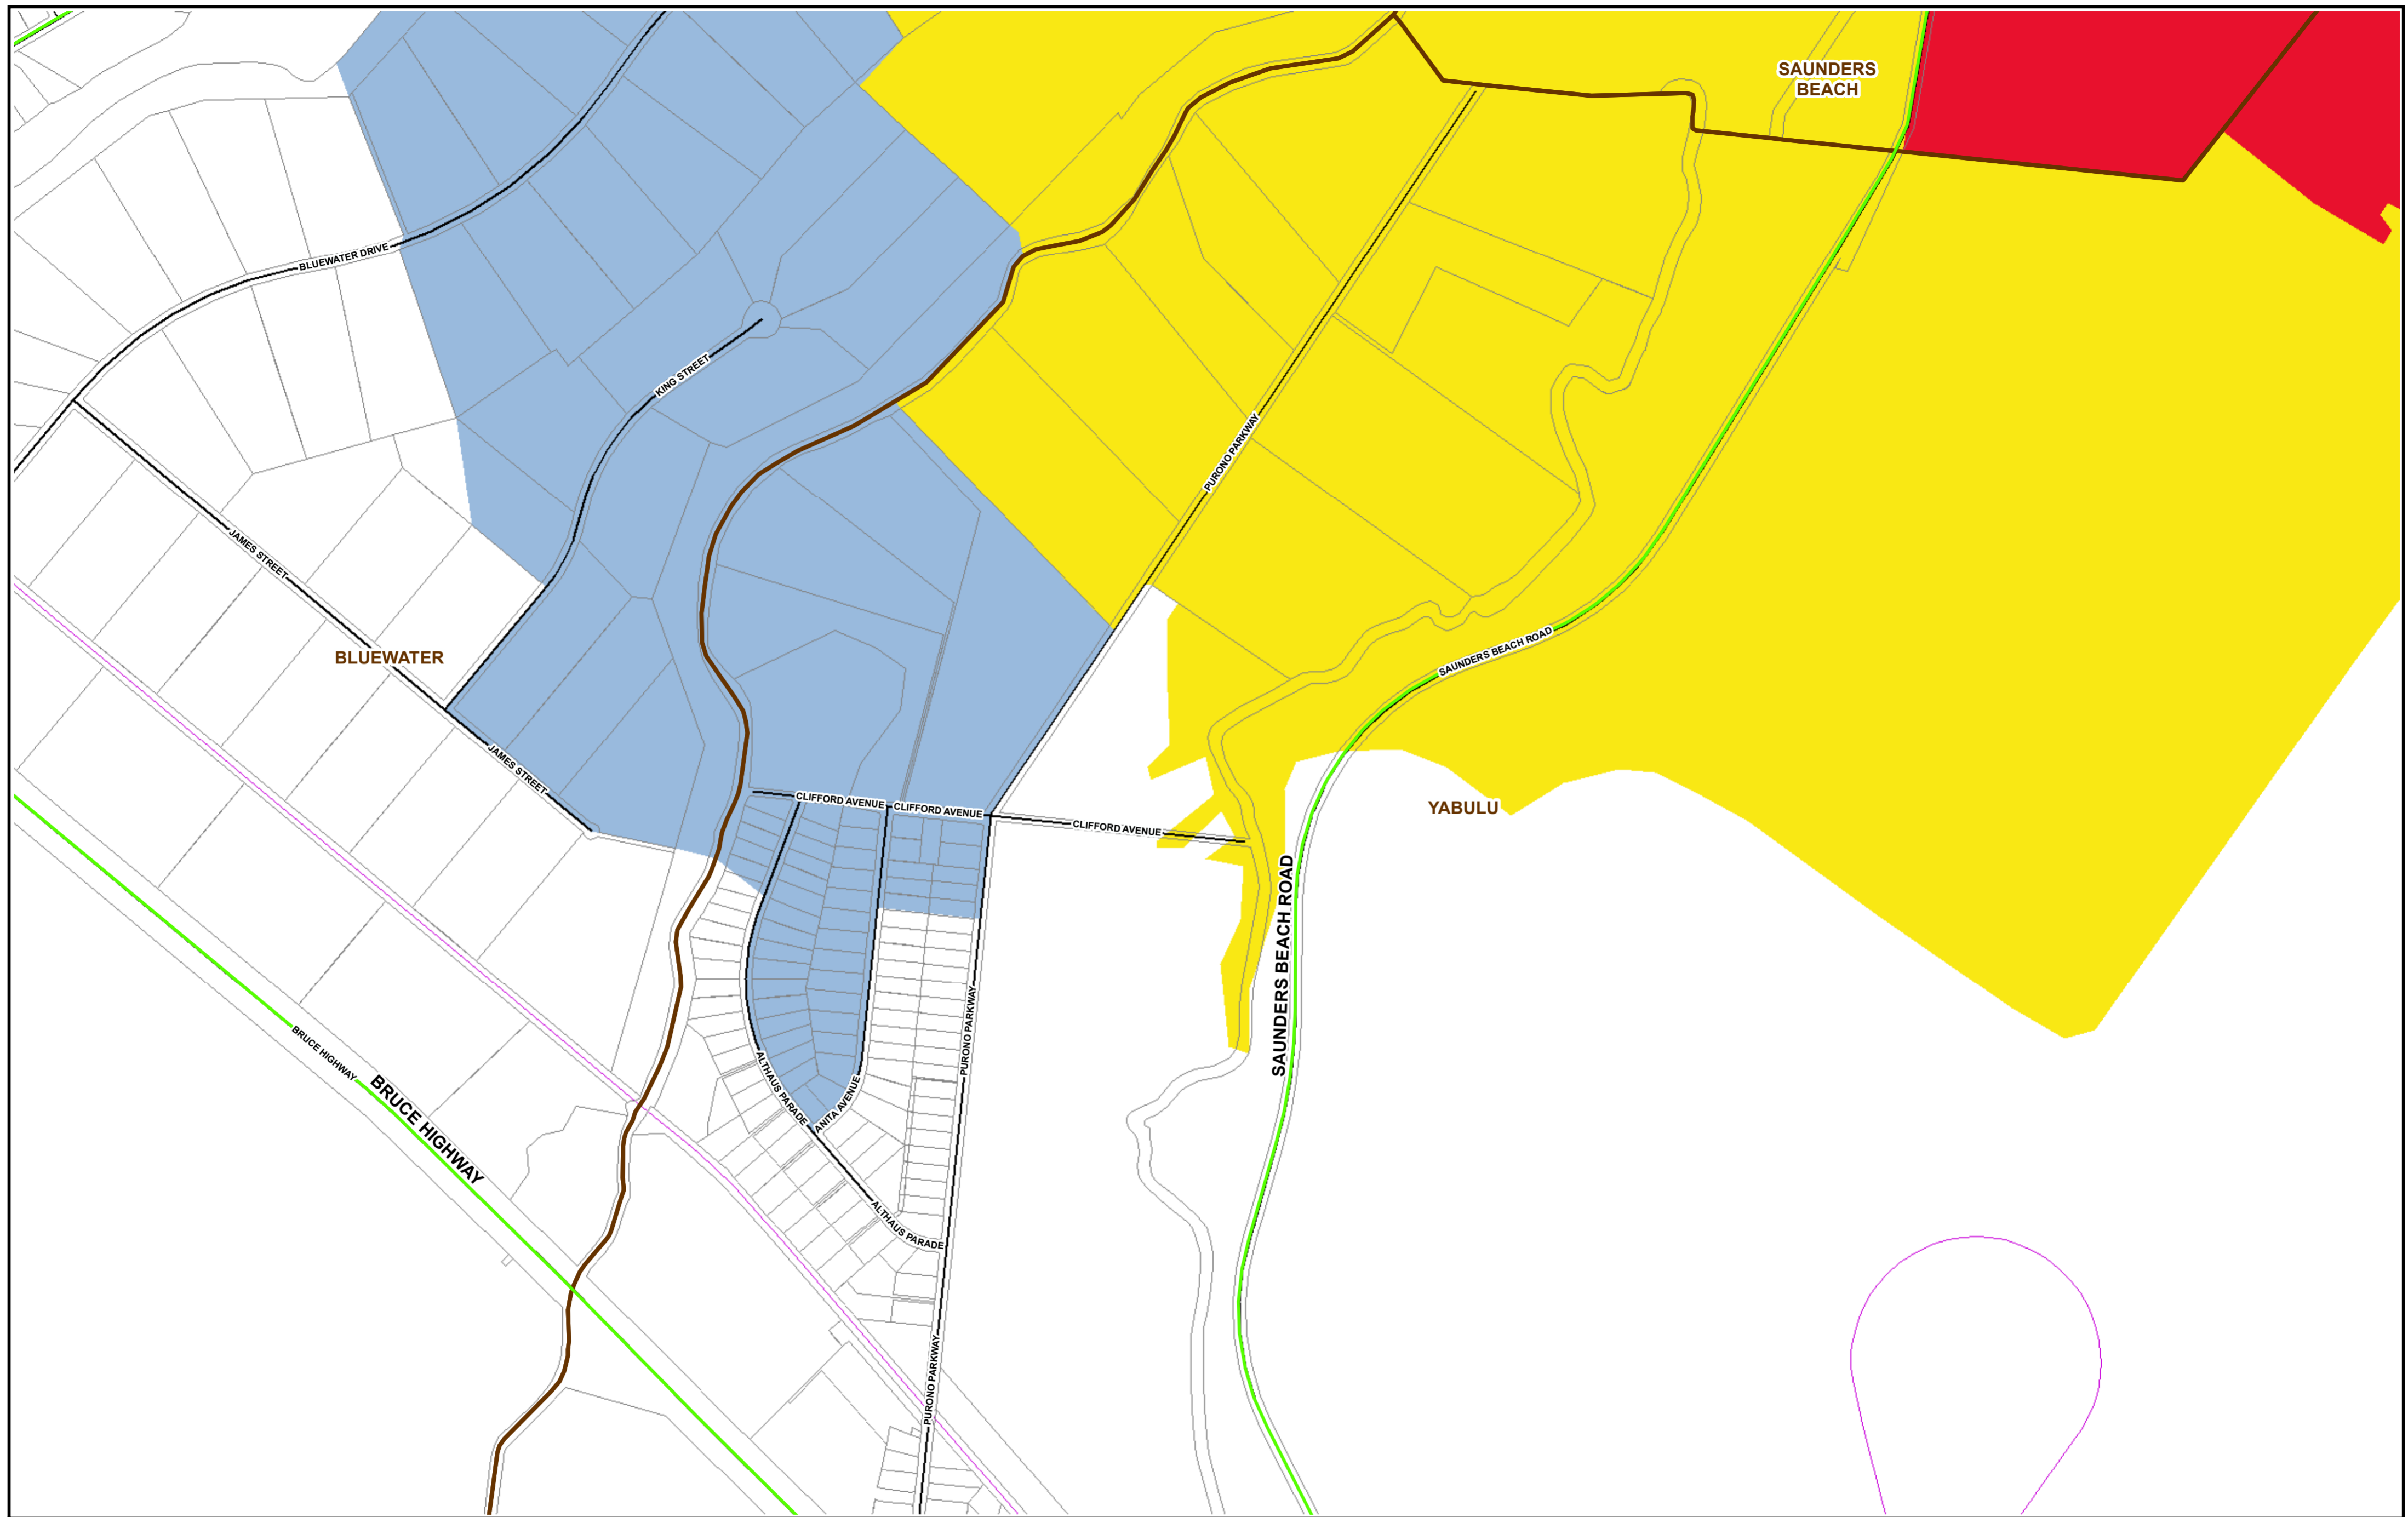 SAUNDERS
BEACH
BLUEWATER DRIVE
KING STREET
PURONO PARKWAY
JAMES STREET
BLUEWATER
SAUNDERS BEACH ROAD
JAMES STREET
CLIFFORD AVENUE
CLIFFORD AVENUE
CLIFFORD AVENUE
YABULU
SAUNDERS BEACH ROAD
PURONO PARKWAY
BRUCE HIGHWAY
BRUCE HIGHWAY
ALTHAUS PARADE
ANITA AVENUE
ALTHAUS PARADE
PURONO PARKWAY